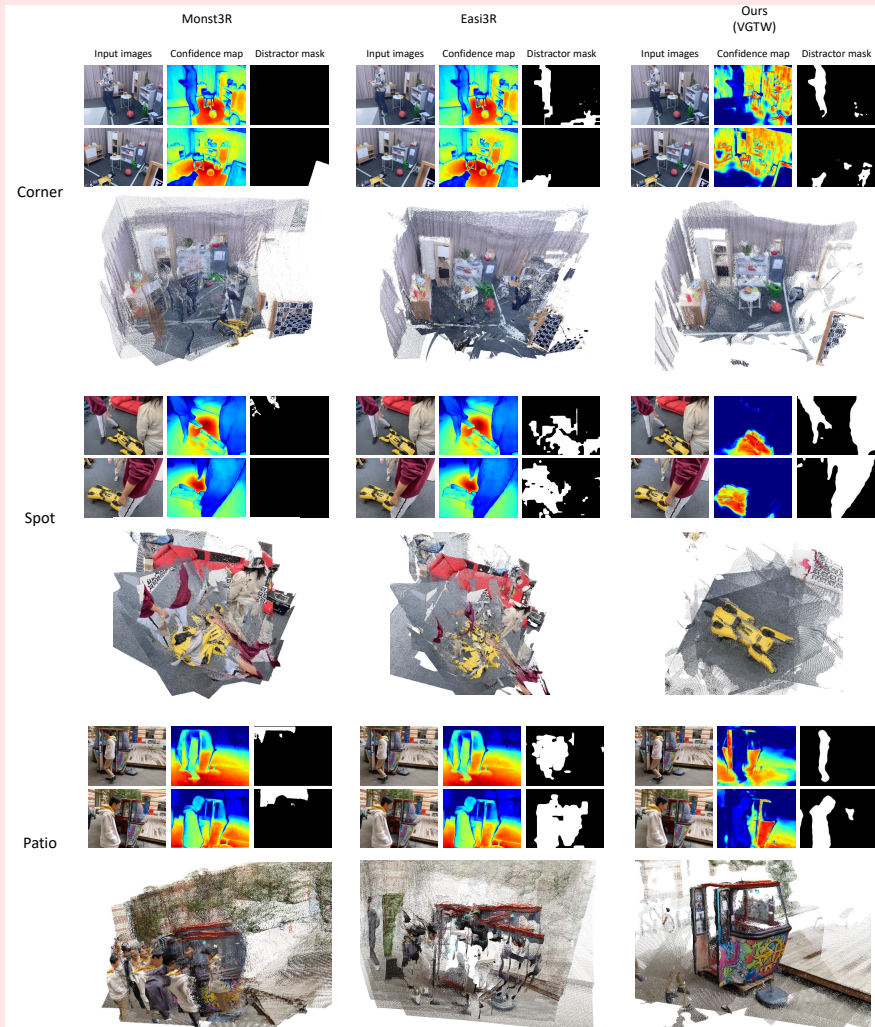 Monst3R
Easi3R
Ours
(VGTW)
Input images Confidence map Distractor mask
Input images Confidence map Distractor mask
Input images Confidence map Distractor mask
Corner
Spot
Patio